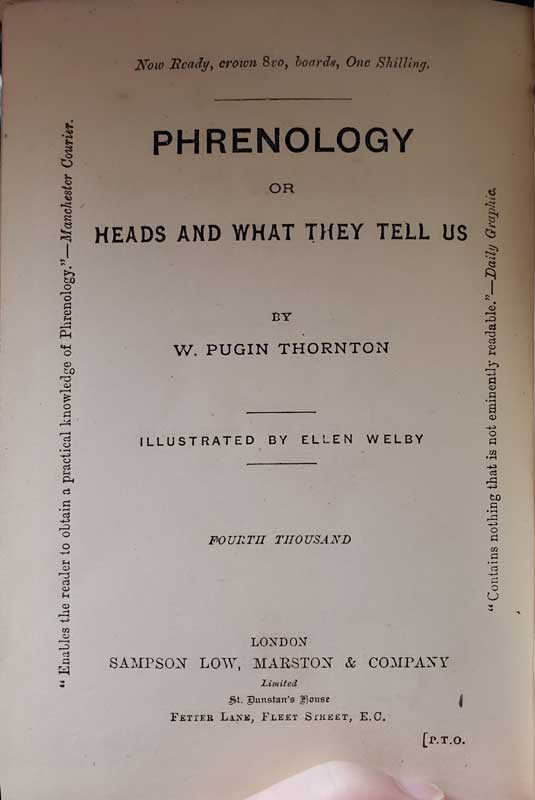 Now Ready, crown 8vo, boards, One Shilling.
PHRENOLOGY
OR
HEADS AND WHAT THEY TELL US
BY
W. PUGIN THORNTON
ILLUSTRATED BY ELLEN WELBY
FOURTH THOUSAND
LONDON
SAMPSON LOW, MARSTON & COMPANY
Limited
St. Dunstan's House
FETTER LANE, FLEET STREET, E.C.
[P.T.O.
"Enables the reader to obtain a practical knowledge of Phrenology."—Manchester Courier.
"Contains nothing that is not eminently readable."—Daily Graphic.